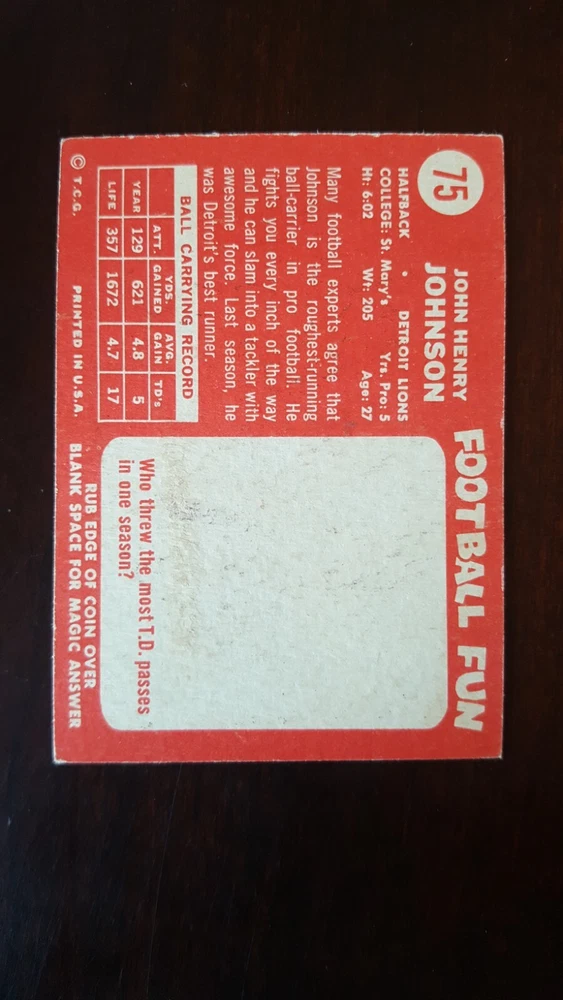 75
JOHN HENRY
JOHNSON
HALFBACK • DETROIT LIONS
COLLEGE: St. Mary's Yrs. Pro: 5
Ht: 6:02 Wt: 205 Age: 27
Many football experts agree that
Johnson is the roughest-running
ball-carrier in pro football. He
fights you every inch of the way
and he can slam into a tackler with
awesome force. Last season, he
was Detroit's best runner.
BALL CARRYING RECORD
ATT. YDS. GAINED AVG. GAIN TD's
YEAR 129 621 4.8 5
LIFE 357 1672 4.7 17
© T.C.G. PRINTED IN U.S.A.
FOOTBALL FUN
Who threw the most T.D. passes
in one season?
RUB EDGE OF COIN OVER
BLANK SPACE FOR MAGIC ANSWER